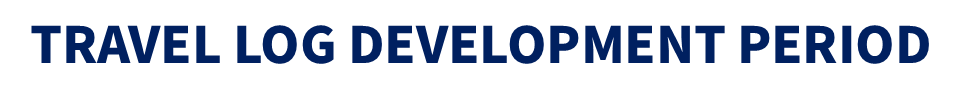 TRAVEL LOG DEVELOPMENT PERIOD